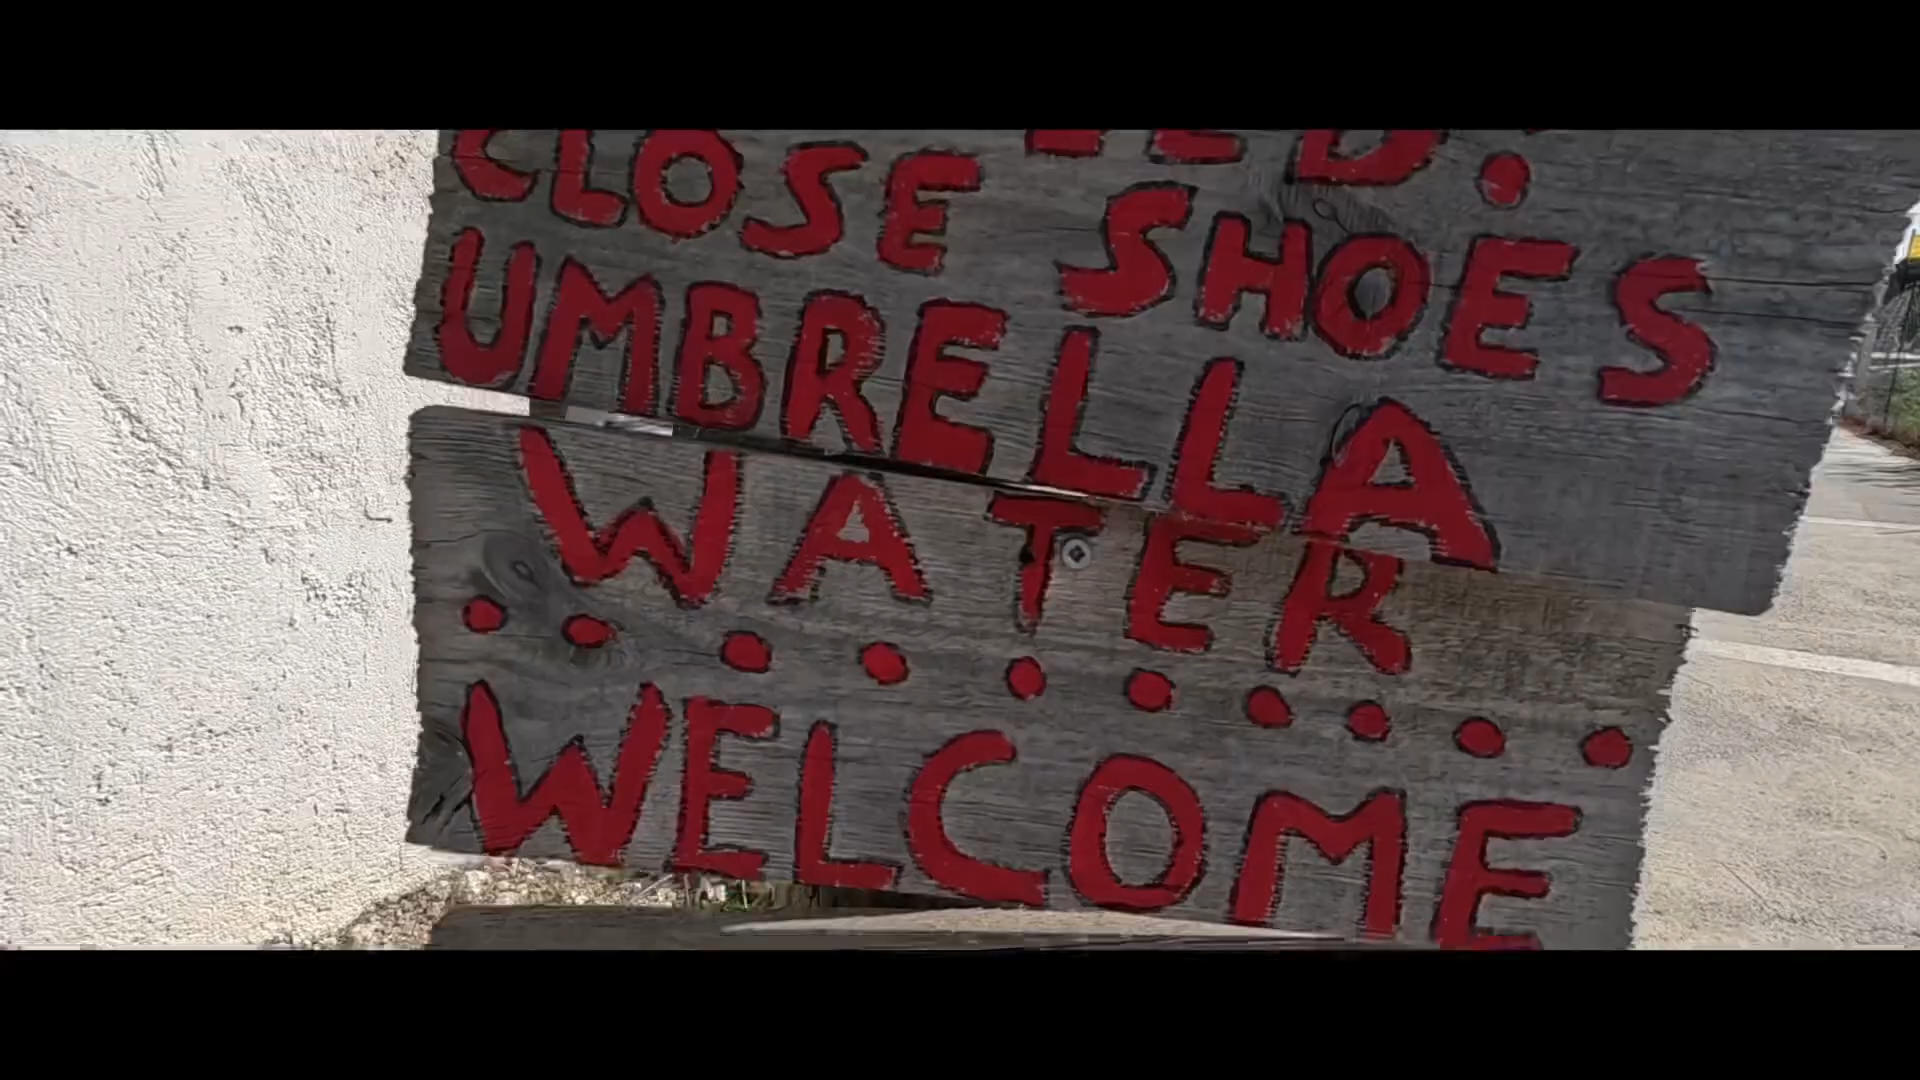 CLOSE SHOES
UMBRELLA
WATER
..........
WELCOME